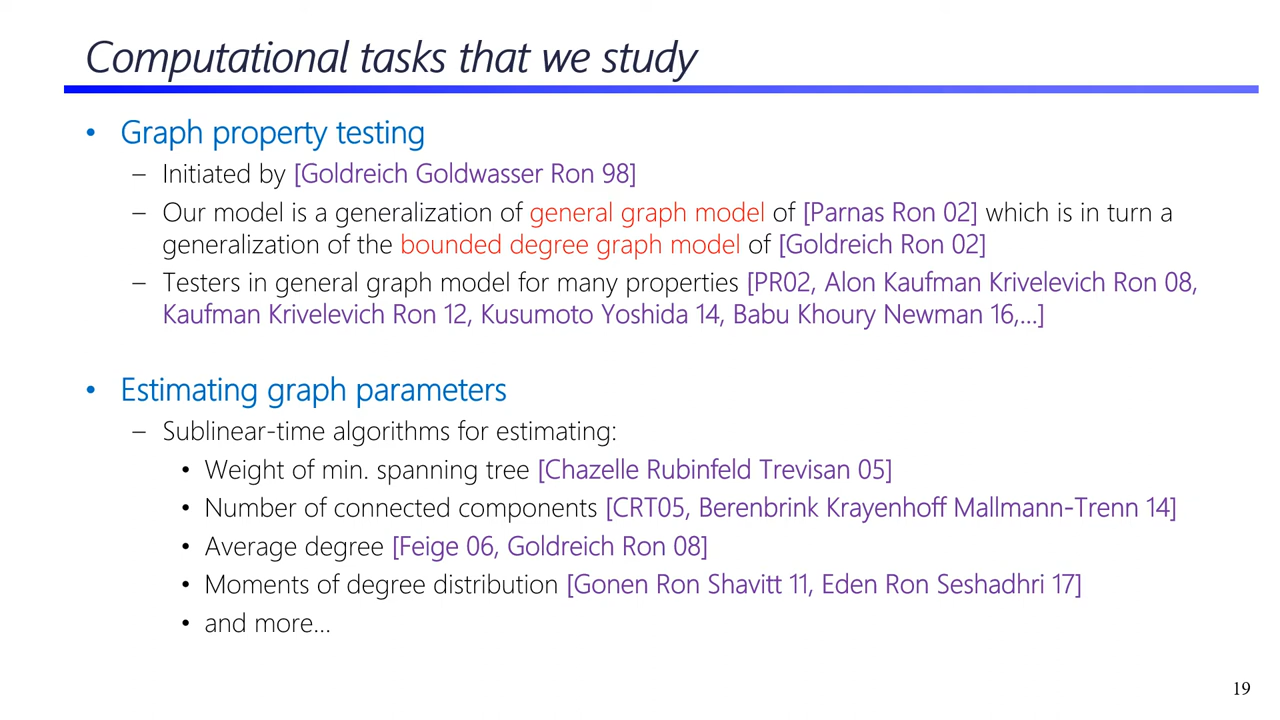 Computational tasks that we study
• Graph property testing
– Initiated by [Goldreich Goldwasser Ron 98]
– Our model is a generalization of general graph model of [Parnas Ron 02] which is in turn a
generalization of the bounded degree graph model of [Goldreich Ron 02]
– Testers in general graph model for many properties [PR02, Alon Kaufman Krivelevich Ron 08,
Kaufman Krivelevich Ron 12, Kusumoto Yoshida 14, Babu Khoury Newman 16,...]
• Estimating graph parameters
– Sublinear-time algorithms for estimating:
• Weight of min. spanning tree [Chazelle Rubinfeld Trevisan 05]
• Number of connected components [CRT05, Berenbrink Krayenhoff Mallmann-Trenn 14]
• Average degree [Feige 06, Goldreich Ron 08]
• Moments of degree distribution [Gonen Ron Shavitt 11, Eden Ron Seshadhri 17]
• and more...
19